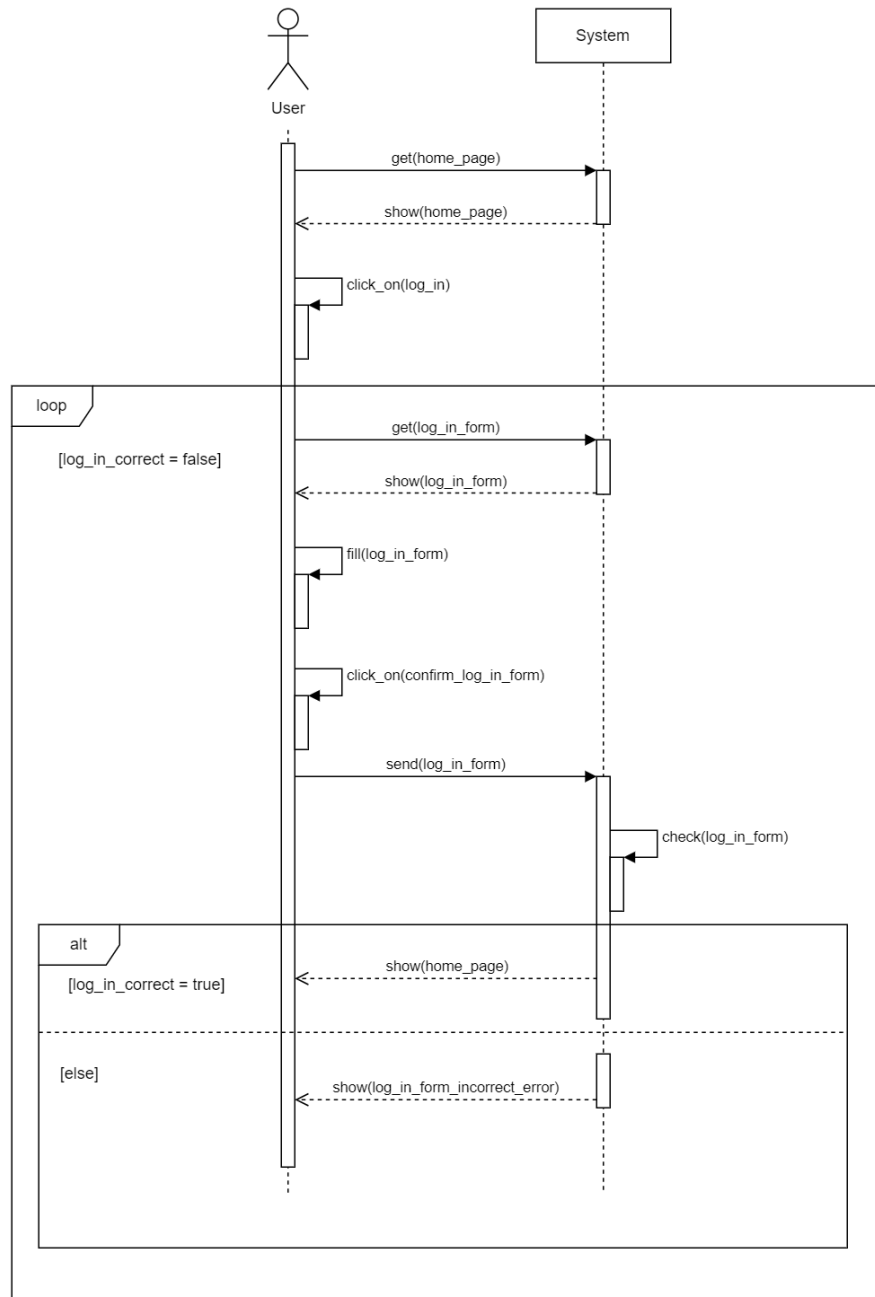 System
User
get(home_page)
show(home_page)
click_on(log_in)
loop
get(log_in_form)
[log_in_correct = false]
show(log_in_form)
fill(log_in_form)
click_on(confirm_log_in_form)
send(log_in_form)
check(log_in_form)
alt
show(home_page)
[log_in_correct = true]
[else]
show(log_in_form_incorrect_error)